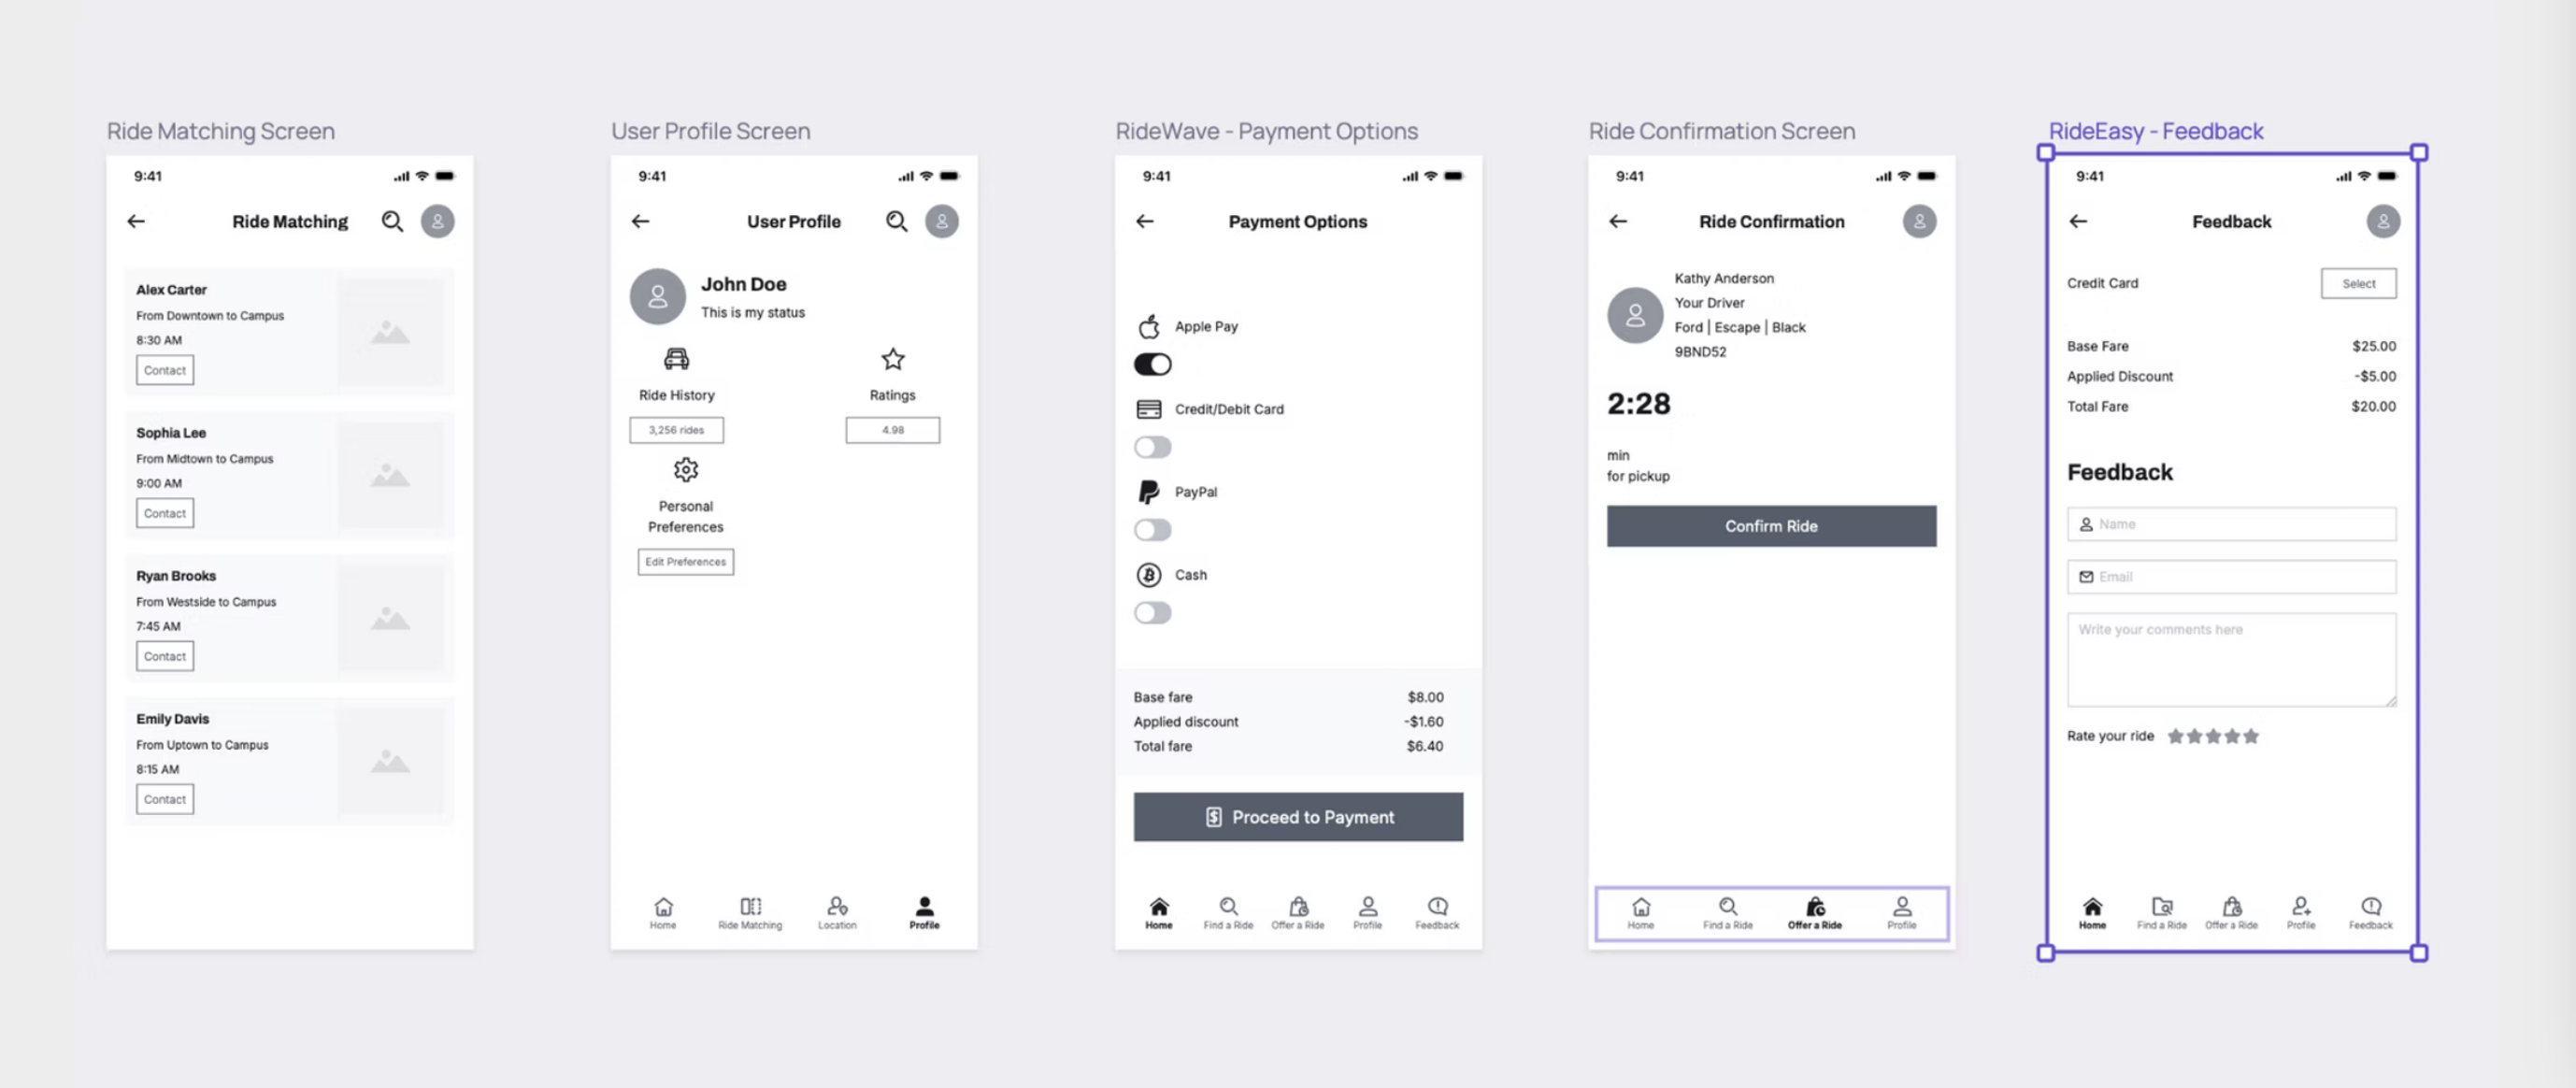 Ride Matching Screen
9:41
Ride Matching
Alex Carter
From Downtown to Campus
8:30 AM
Contact
Sophia Lee
From Midtown to Campus
9:00 AM
Contact
Ryan Brooks
From Westside to Campus
7:45 AM
Contact
Emily Davis
From Uptown to Campus
8:15 AM
Contact
User Profile Screen
9:41
User Profile
John Doe
This is my status
Ride History
Ratings
3,256 rides
4.98
Personal
Preferences
Edit Preferences
Home Ride Matching Location Profile
RideWave - Payment Options
9:41
Payment Options
Apple Pay
Credit/Debit Card
PayPal
Cash
Base fare $8.00
Applied discount -$1.60
Total fare $6.40
Proceed to Payment
Home Find a Ride Offer a Ride Profile Feedback
Ride Confirmation Screen
9:41
Ride Confirmation
Kathy Anderson
Your Driver
Ford | Escape | Black
9BND52
2:28
min
for pickup
Confirm Ride
Home Find a Ride Offer a Ride Profile
RideEasy - Feedback
9:41
Feedback
Credit Card Select
Base Fare $25.00
Applied Discount -$5.00
Total Fare $20.00
Feedback
Name
Email
Write your comments here
Rate your ride
Home Find a Ride Offer a Ride Profile Feedback